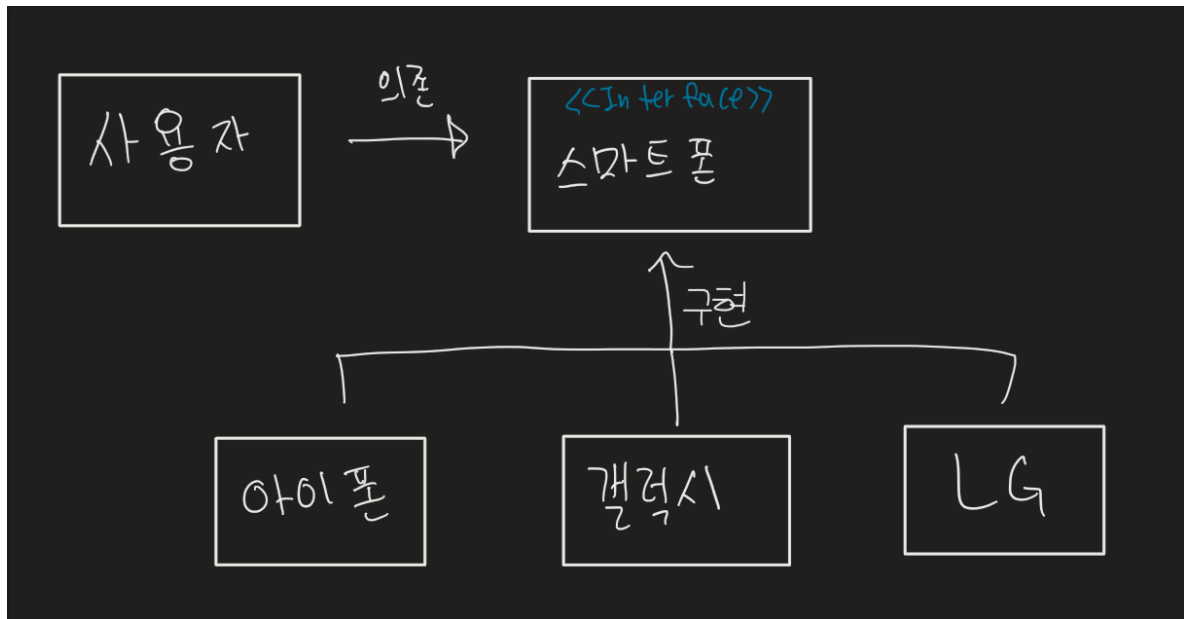 사용자
의존
<<Interface>>
스마트폰
구현
아이폰
갤럭시
LG